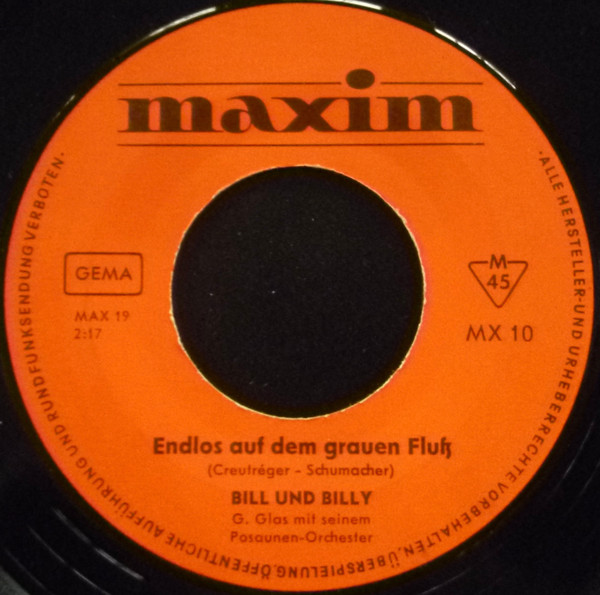 maxim
GEMA
MAX 19
2:17
M
45
MX 10
Endlos auf dem grauen Fluß
(Creutréger - Schumacher)
BILL UND BILLY
G. Glas mit seinem
Posaunen-Orchester
·ALLE HERSTELLER-UND URHEBERRECHTE VORBEHALTEN, ÜBERSPIELUNG, ÖFFENTLICHE AUFFÜHRUNG UND RUNDFUNKSENDUNG VERBOTEN·